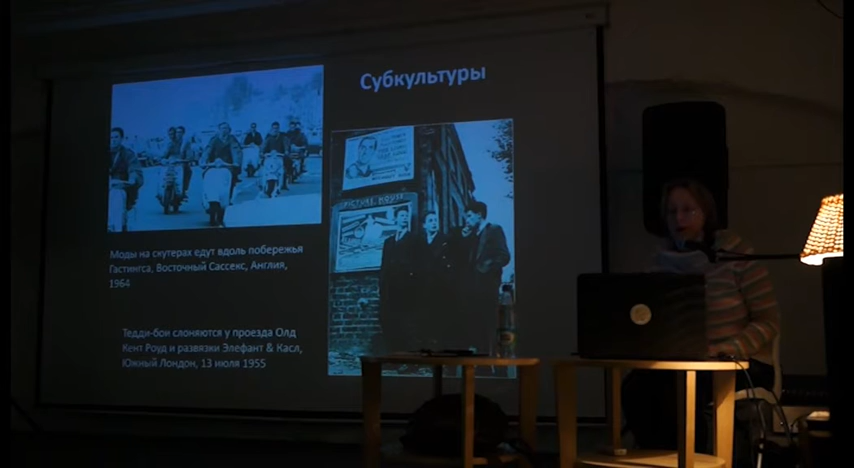 Субкультуры
PICTURE HOUSE
Моды на скутерах едут вдоль побережья
Гастингса, Восточный Сассекс, Англия,
1964
Тедди-бои слоняются у проезда Олд
Кент Роуд и развязки Элефант & Касл,
Южный Лондон, 13 июля 1955